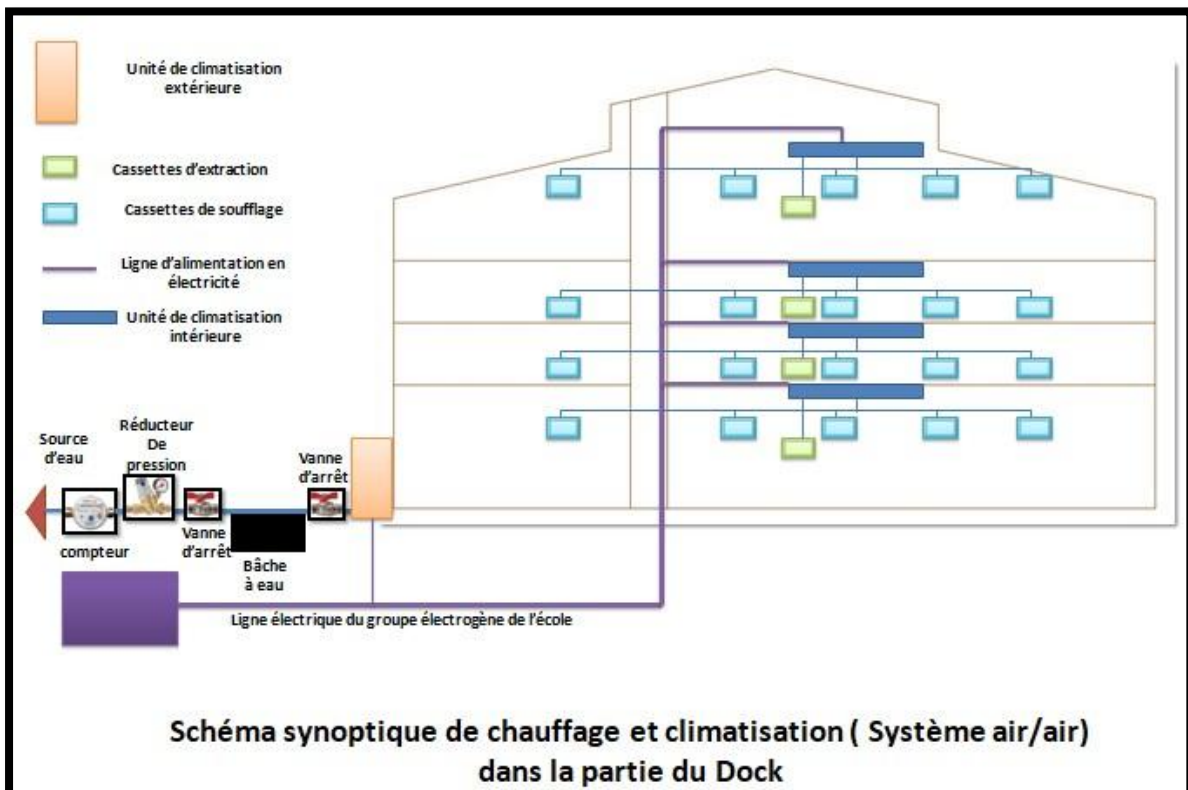 Unité de climatisation
extérieure
Cassettes d'extraction
Cassettes de soufflage
Ligne d'alimentation en
électricité
Unité de climatisation
intérieure
Source
d'eau
Réducteur
De
pression
Vanne
d'arrêt
compteur
Vanne
d'arrêt
Bâche
à eau
Ligne électrique du groupe électrogène de l'école
Schéma synoptique de chauffage et climatisation ( Système air/air)
dans la partie du Dock